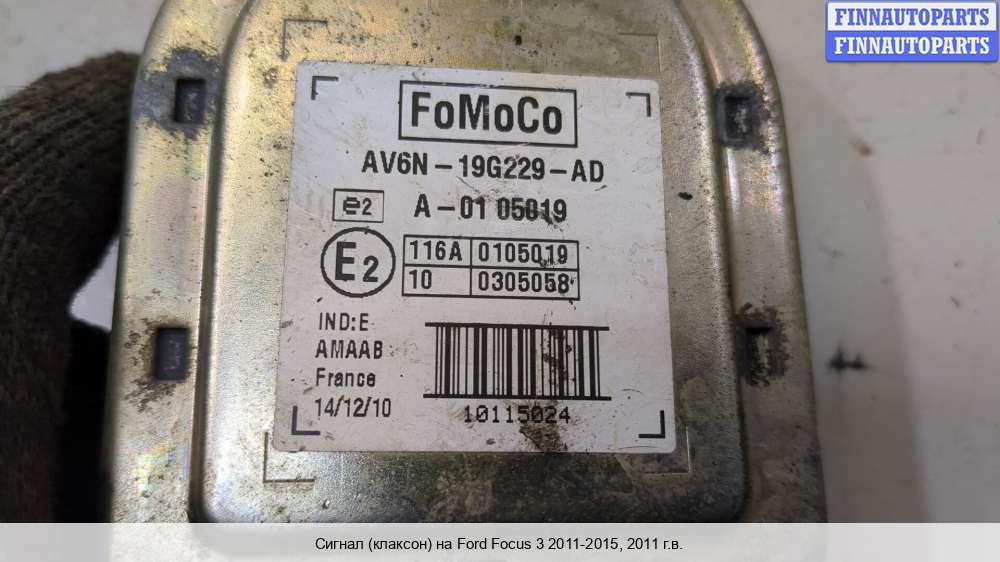 FINNAUTOPARTS
FINNAUTOPARTS
FoMoCo
AV6N-19G229-AD
e2 A-01 05019
E2 116A 0105019
10 0305058
IND:E
AMAAB
France
14/12/10
10115024
Сигнал (клаксон) на Ford Focus 3 2011-2015, 2011 г.в.